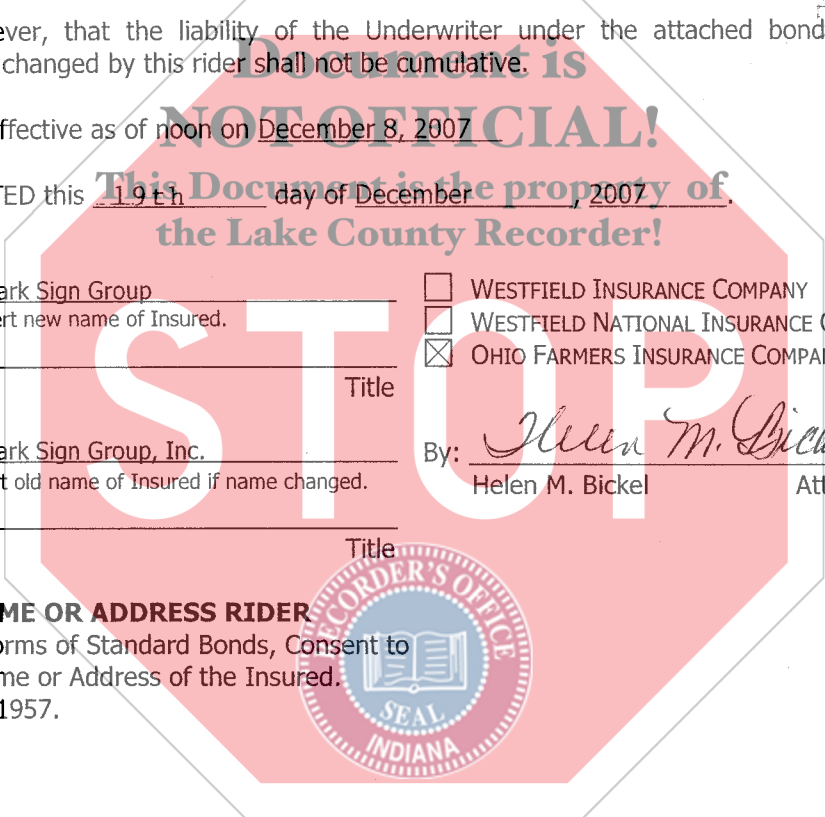 ever, that the liability of the Underwriter under the attached bond
changed by this rider shall not be cumulative.
Document is
NOT OFFICIAL!
This Document is the property of
the Lake County Recorder!
ffective as of noon on December 8, 2007
TED this 19th day of December, 2007.
ark Sign Group
rt new name of Insured.
Title
ark Sign Group, Inc.
t old name of Insured if name changed.
Title
WESTFIELD INSURANCE COMPANY
WESTFIELD NATIONAL INSURANCE C
☒ OHIO FARMERS INSURANCE COMPA
By: Helen M. Bick
Helen M. Bickel Att
STOP
ME OR ADDRESS RIDER
orms of Standard Bonds, Consent to
me or Address of the Insured.
1957.
RECORDER'S OFFICE
SEAL
INDIANA